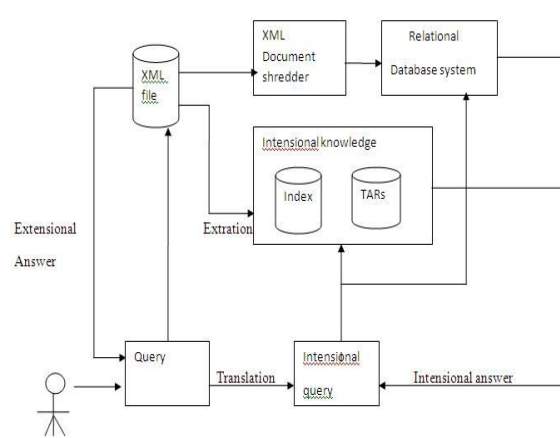 XML
Document
shredder
Relational
Database system
XML
file
Intensional knowledge
Index
TARs
Extensional
Answer
Extration
Query
Translation
Intensional
query
Intensional answer